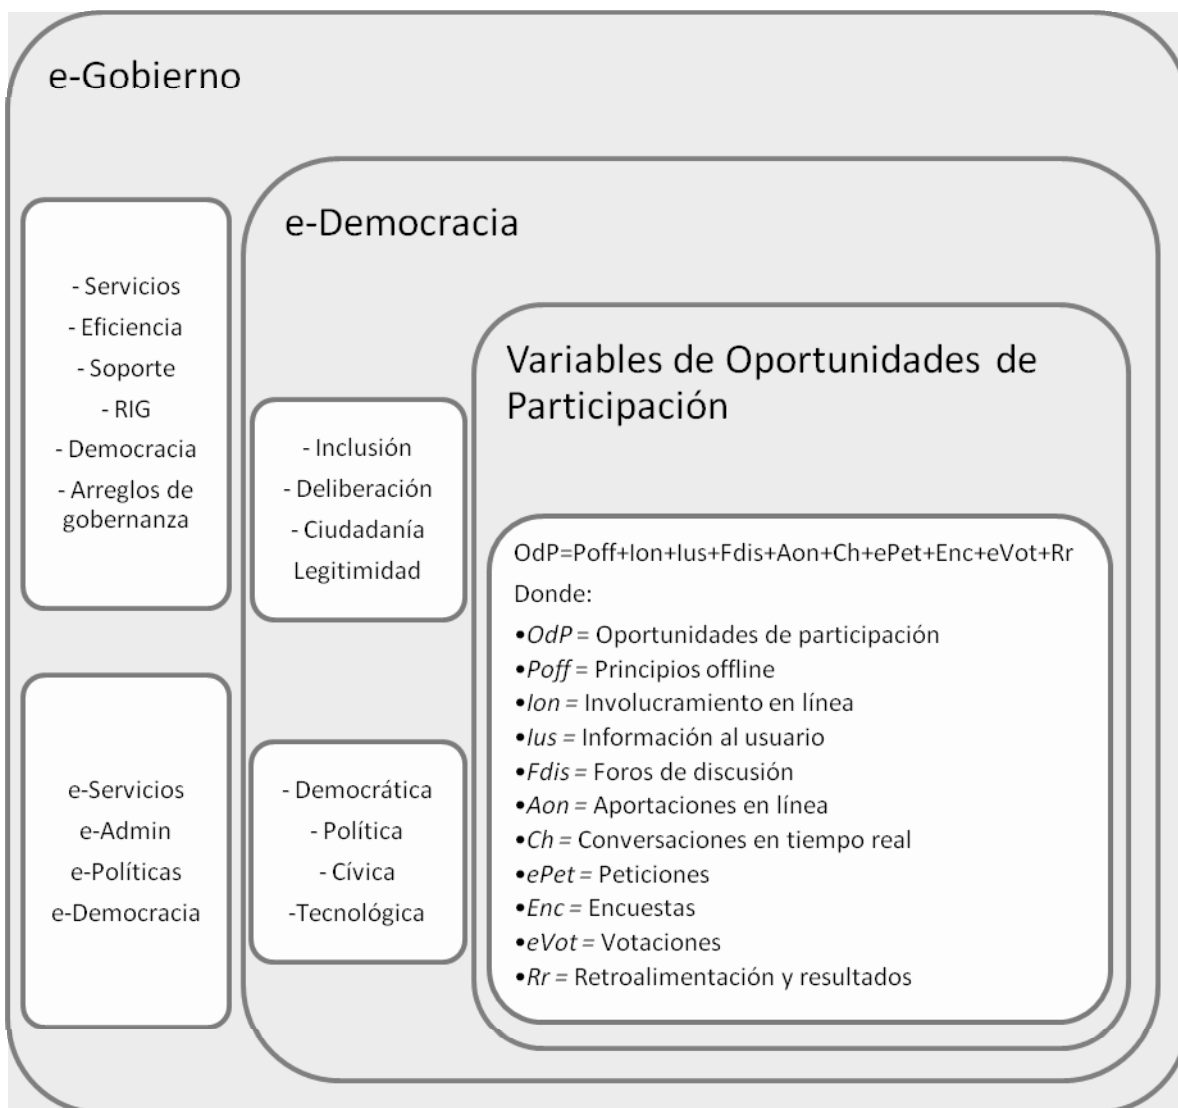 e-Gobierno
- Servicios
- Eficiencia
- Soporte
- RIG
- Democracia
- Arreglos de
gobernanza
e-Servicios
e-Admin
e-Políticas
e-Democracia
e-Democracia
- Inclusión
- Deliberación
- Ciudadanía
Legitimidad
- Democrática
- Política
- Cívica
-Tecnológica
Variables de Oportunidades de
Participación
OdP=Poff+Ion+Ius+Fdis+Aon+Ch+ePet+Enc+eVot+Rr
Donde:
•OdP = Oportunidades de participación
•Poff = Principios offline
•Ion = Involucramiento en línea
•Ius = Información al usuario
•Fdis = Foros de discusión
•Aon = Aportaciones en línea
•Ch = Conversaciones en tiempo real
•ePet = Peticiones
•Enc = Encuestas
•eVot = Votaciones
•Rr = Retroalimentación y resultados